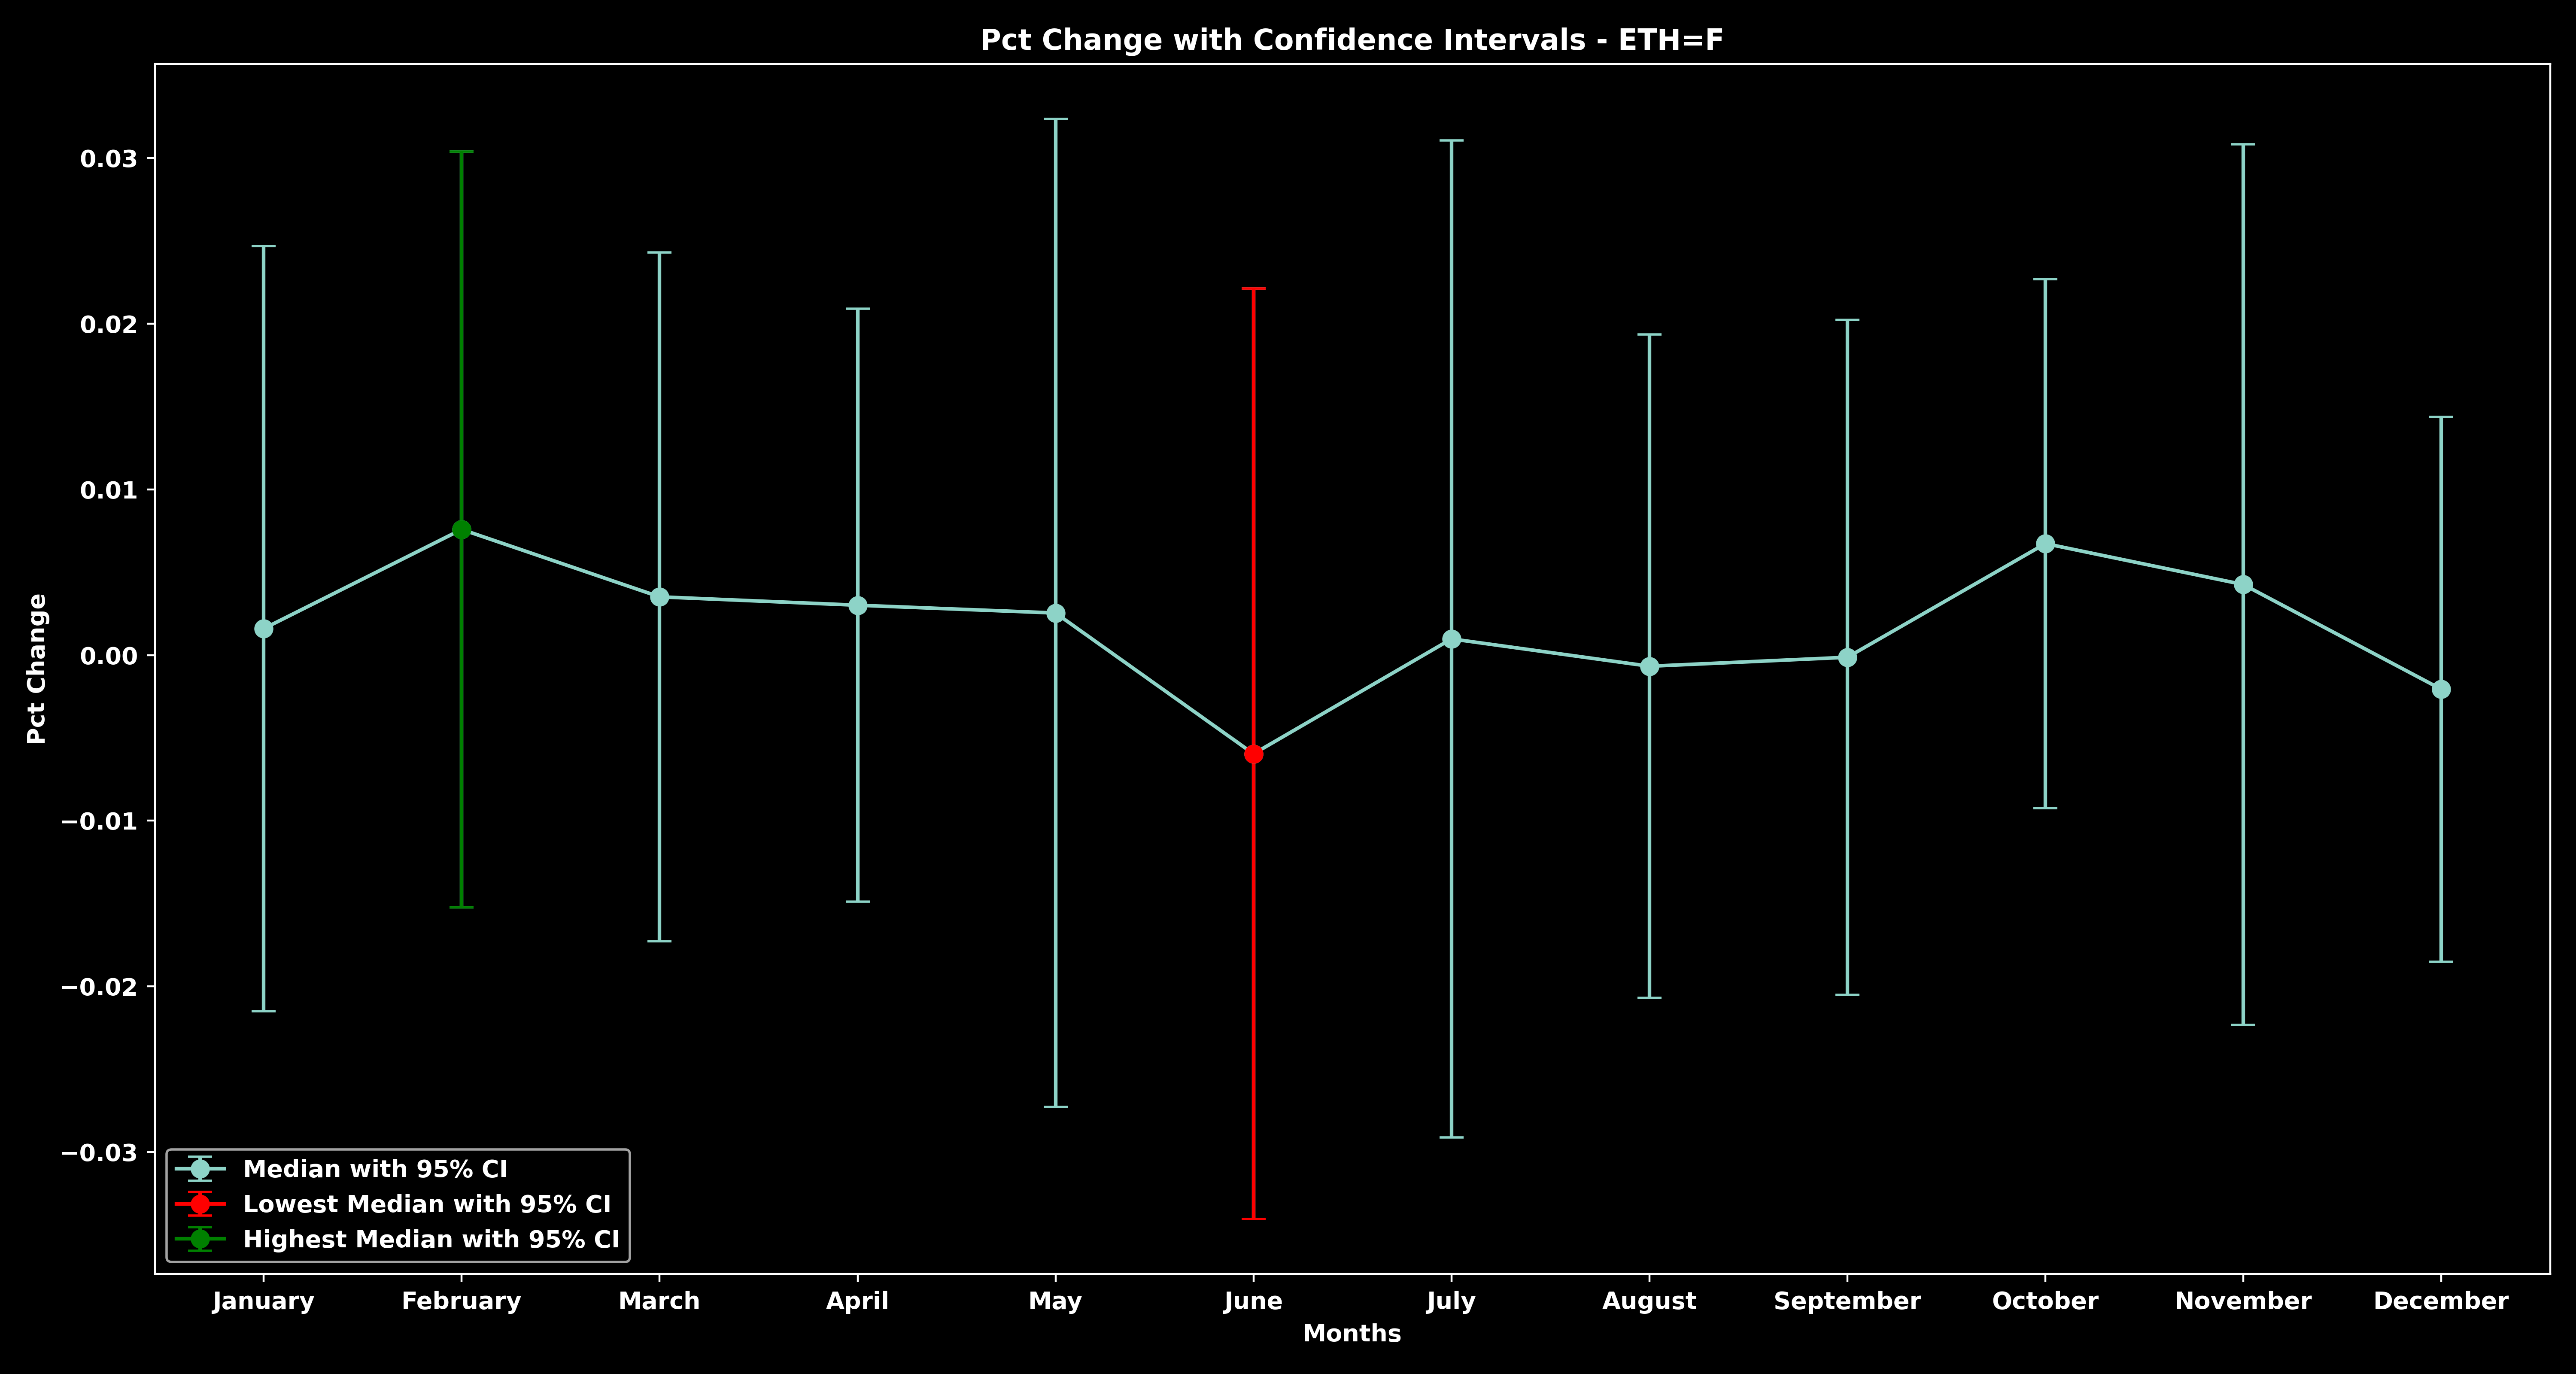 Pct Change with Confidence Intervals - ETH=F
Pct Change
0.03
0.02
0.01
0.00
−0.01
−0.02
−0.03
Median with 95% CI
Lowest Median with 95% CI
Highest Median with 95% CI
January February March April May June July August September October November December
Months